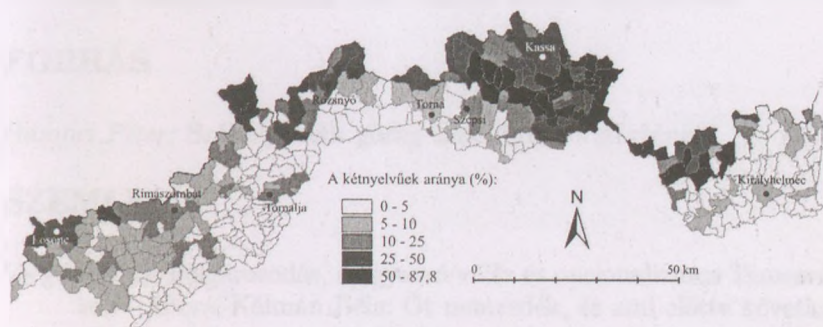 Kassa
Rozsnyó
Torna
Szepsi
A kétnyelvűek aránya (%):
0 - 5
5 - 10
10 - 25
25 - 50
50 - 87,8
N
0
50 km
Királyhelmec
Rimaszombat
Tornalja
Losonc